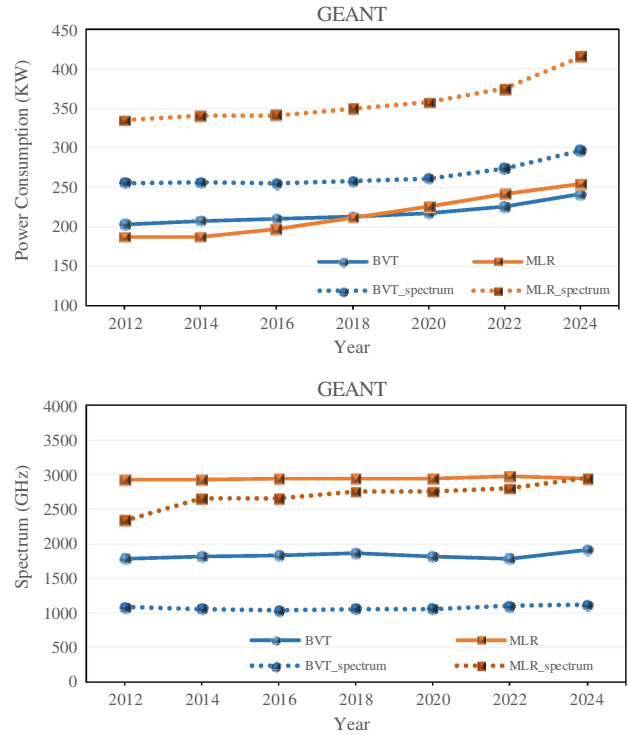 GEANT
Power Consumption (KW)
450
400
350
300
250
200
150
100
BVT
MLR
BVT_spectrum
MLR_spectrum
2012 2014 2016 2018 2020 2022 2024
Year
GEANT
Spectrum (GHz)
4000
3500
3000
2500
2000
1500
1000
500
0
BVT
MLR
BVT_spectrum
MLR_spectrum
2012 2014 2016 2018 2020 2022 2024
Year